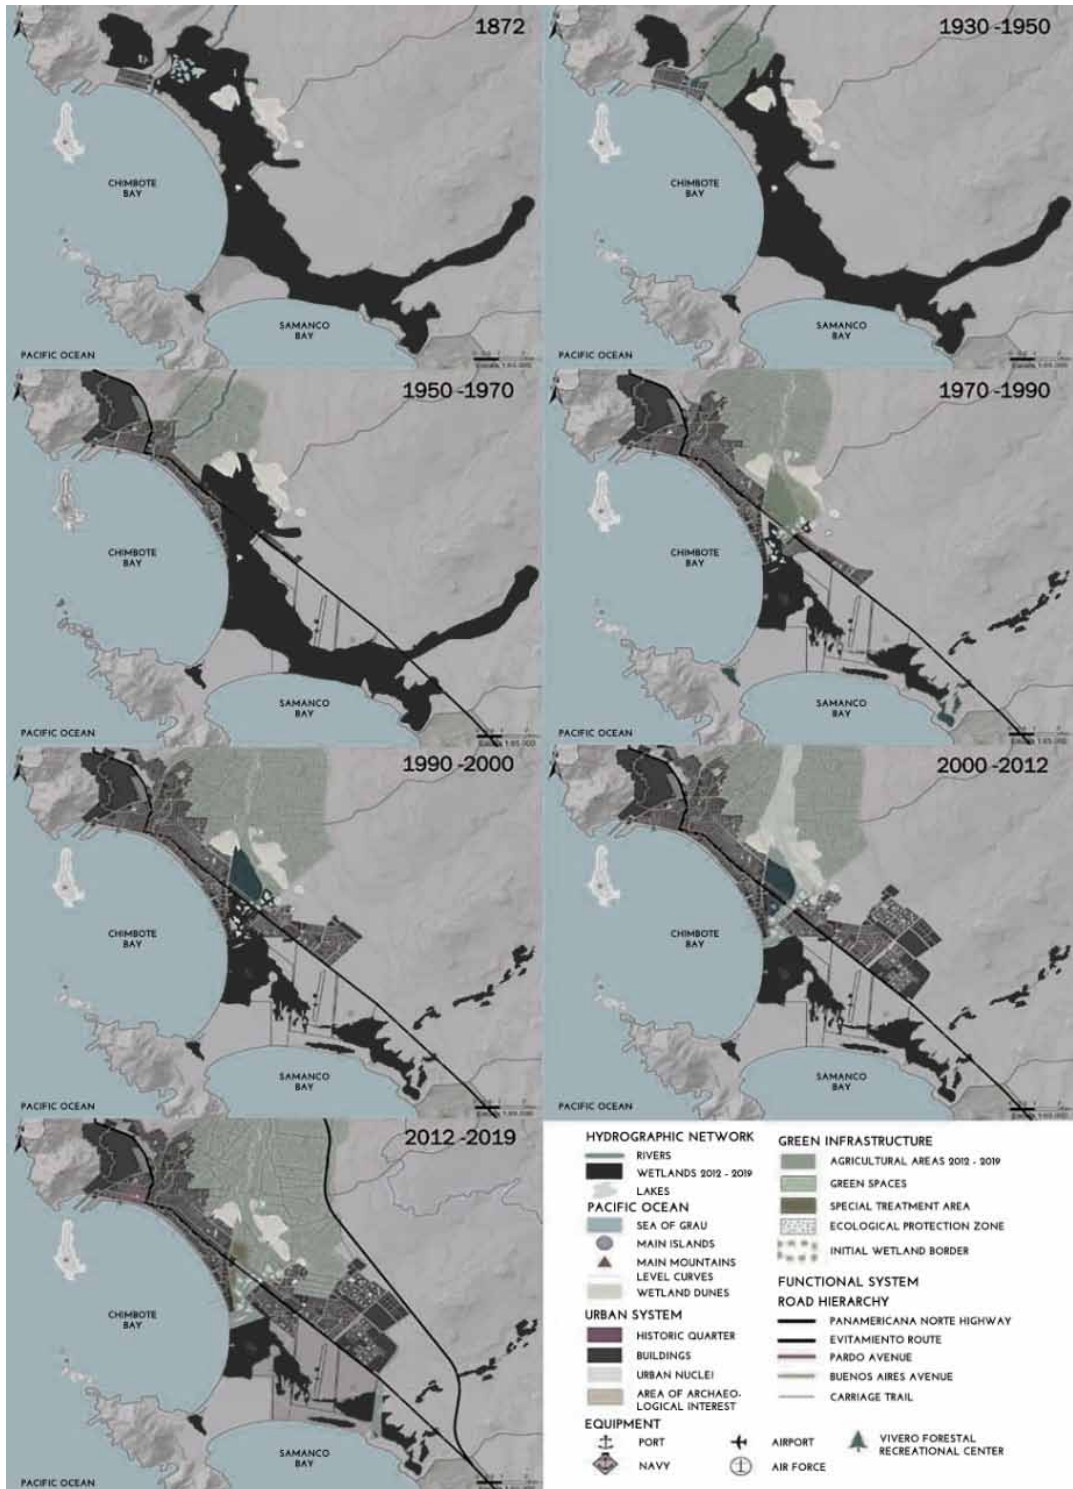 1872
CHIMBOTE
BAY
SAMANCO
BAY
PACIFIC OCEAN
1930-1950
CHIMBOTE
BAY
SAMANCO
BAY
PACIFIC OCEAN
1950 -1970
CHIMBOTE
BAY
SAMANCO
BAY
PACIFIC OCEAN
1970 -1990
CHIMBOTE
BAY
SAMANCO
BAY
PACIFIC OCEAN
1990 -2000
CHIMBOTE
BAY
SAMANCO
BAY
PACIFIC OCEAN
2000 -2012
CHIMBOTE
BAY
SAMANCO
BAY
PACIFIC OCEAN
2012 -2019
CHIMBOTE
BAY
SAMANCO
BAY
PACIFIC OCEAN
HYDROGRAPHIC NETWORK
RIVERS
WETLANDS 2012 - 2019
LAKES
PACIFIC OCEAN
SEA OF GRAU
MAIN ISLANDS
MAIN MOUNTAINS
LEVEL CURVES
WETLAND DUNES
URBAN SYSTEM
HISTORIC QUARTER
BUILDINGS
URBAN NUCLEI
AREA OF ARCHAEO-
LOGICAL INTEREST
EQUIPMENT
PORT
NAVY
AIRPORT
AIR FORCE
VIVERO FORESTAL
RECREATIONAL CENTER
GREEN INFRASTRUCTURE
AGRICULTURAL AREAS 2012 - 2019
GREEN SPACES
SPECIAL TREATMENT AREA
ECOLOGICAL PROTECTION ZONE
INITIAL WETLAND BORDER
FUNCTIONAL SYSTEM
ROAD HIERARCHY
PANAMERICANA NORTE HIGHWAY
EVITAMIENTO ROUTE
PARDO AVENUE
BUENOS AIRES AVENUE
CARRIAGE TRAIL